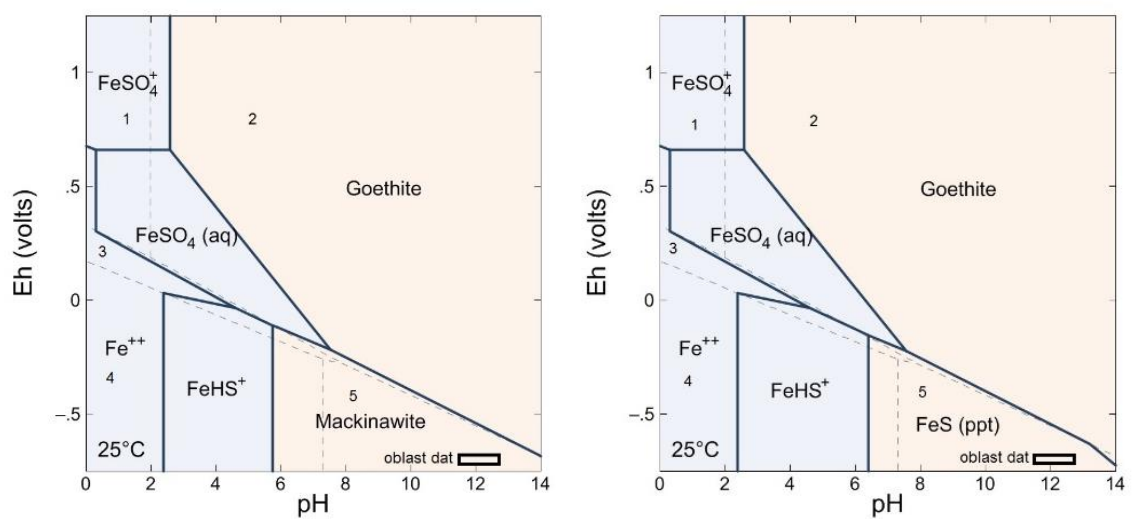 1
.5
0
–.5
Eh (volts)
FeSO₄⁺
1
2
Goethite
FeSO₄ (aq)
3
Fe⁺⁺
4
FeHS⁺
5
Mackinawite
25°C
oblast dat
0 2 4 6 8 10 12 14
pH
1
.5
0
–.5
Eh (volts)
FeSO₄⁺
1
2
Goethite
FeSO₄ (aq)
3
Fe⁺⁺
4
FeHS⁺
5
FeS (ppt)
25°C
oblast dat
0 2 4 6 8 10 12 14
pH